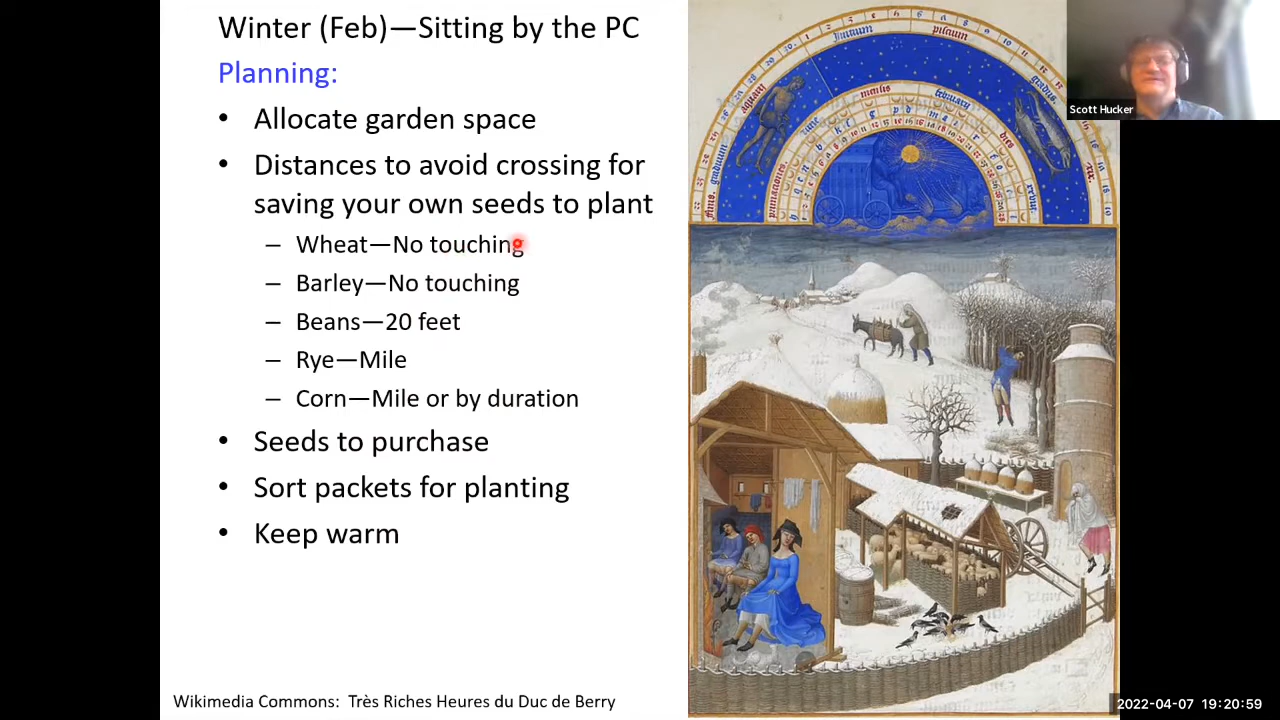 Winter (Feb)—Sitting by the PC
Planning:
• Allocate garden space
• Distances to avoid crossing for
saving your own seeds to plant
– Wheat—No touching
– Barley—No touching
– Beans—20 feet
– Rye—Mile
– Corn—Mile or by duration
• Seeds to purchase
• Sort packets for planting
• Keep warm
Wikimedia Commons: Très Riches Heures du Duc de Berry
Scott Hucker
2022-04-07 19:20:59